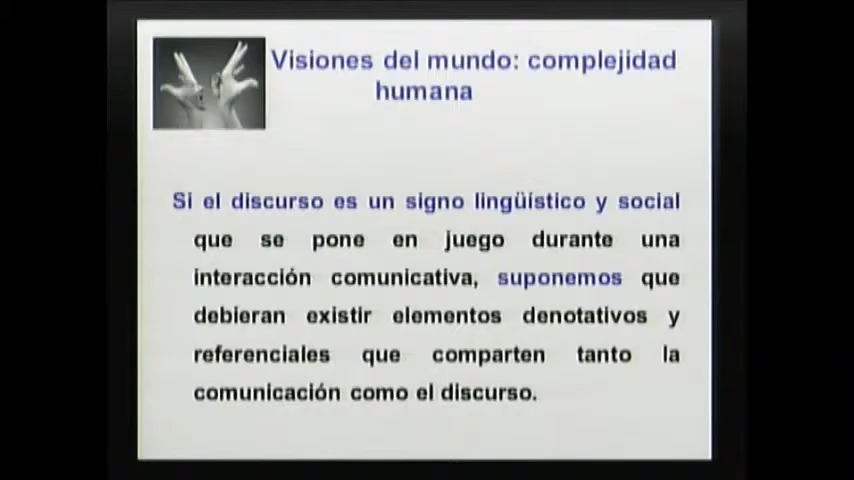 Visiones del mundo: complejidad
humana
Si el discurso es un signo lingüístico y social
que se pone en juego durante una
interacción comunicativa, suponemos que
debieran existir elementos denotativos y
referenciales que comparten tanto la
comunicación como el discurso.